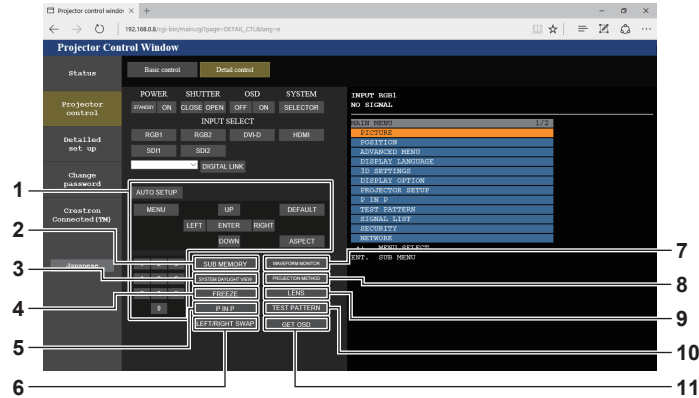 Projector control window
192.168.0.8/cgi-bin/main.cgi?page=DETAIL_CTL&lang=e
Projector Control Window
Status
Basic control
Detail control
Projector
control
Detailed
set up
Change
password
Crestron
Connected(TM)
Japanese
POWER
SHUTTER
OSD
SYSTEM
STANDBY
ON
CLOSE
OPEN
OFF
ON
SELECTOR
INPUT SELECT
RGB1
RGB2
DVI-D
HDMI
SDI1
SDI2
DIGITAL LINK
AUTO SETUP
MENU
UP
DEFAULT
LEFT
ENTER
RIGHT
DOWN
ASPECT
SUB MEMORY
WAVEFORM MONITOR
SYSTEM DAYLIGHT VIEW
PROJECTION METHOD
FREEZE
LENS
P IN P
TEST PATTERN
LEFT/RIGHT SWAP
GET OSD
0
INPUT RGB1
NO SIGNAL
MAIN MENU 1/2
PICTURE
POSITION
ADVANCED MENU
DISPLAY LANGUAGE
3D SETTINGS
DISPLAY OPTION
PROJECTOR SETUP
P IN P
TEST PATTERN
SIGNAL LIST
SECURITY
NETWORK
MENU SELECT
ENT. SUB MENU
1
2
3
4
5
6
7
8
9
10
11